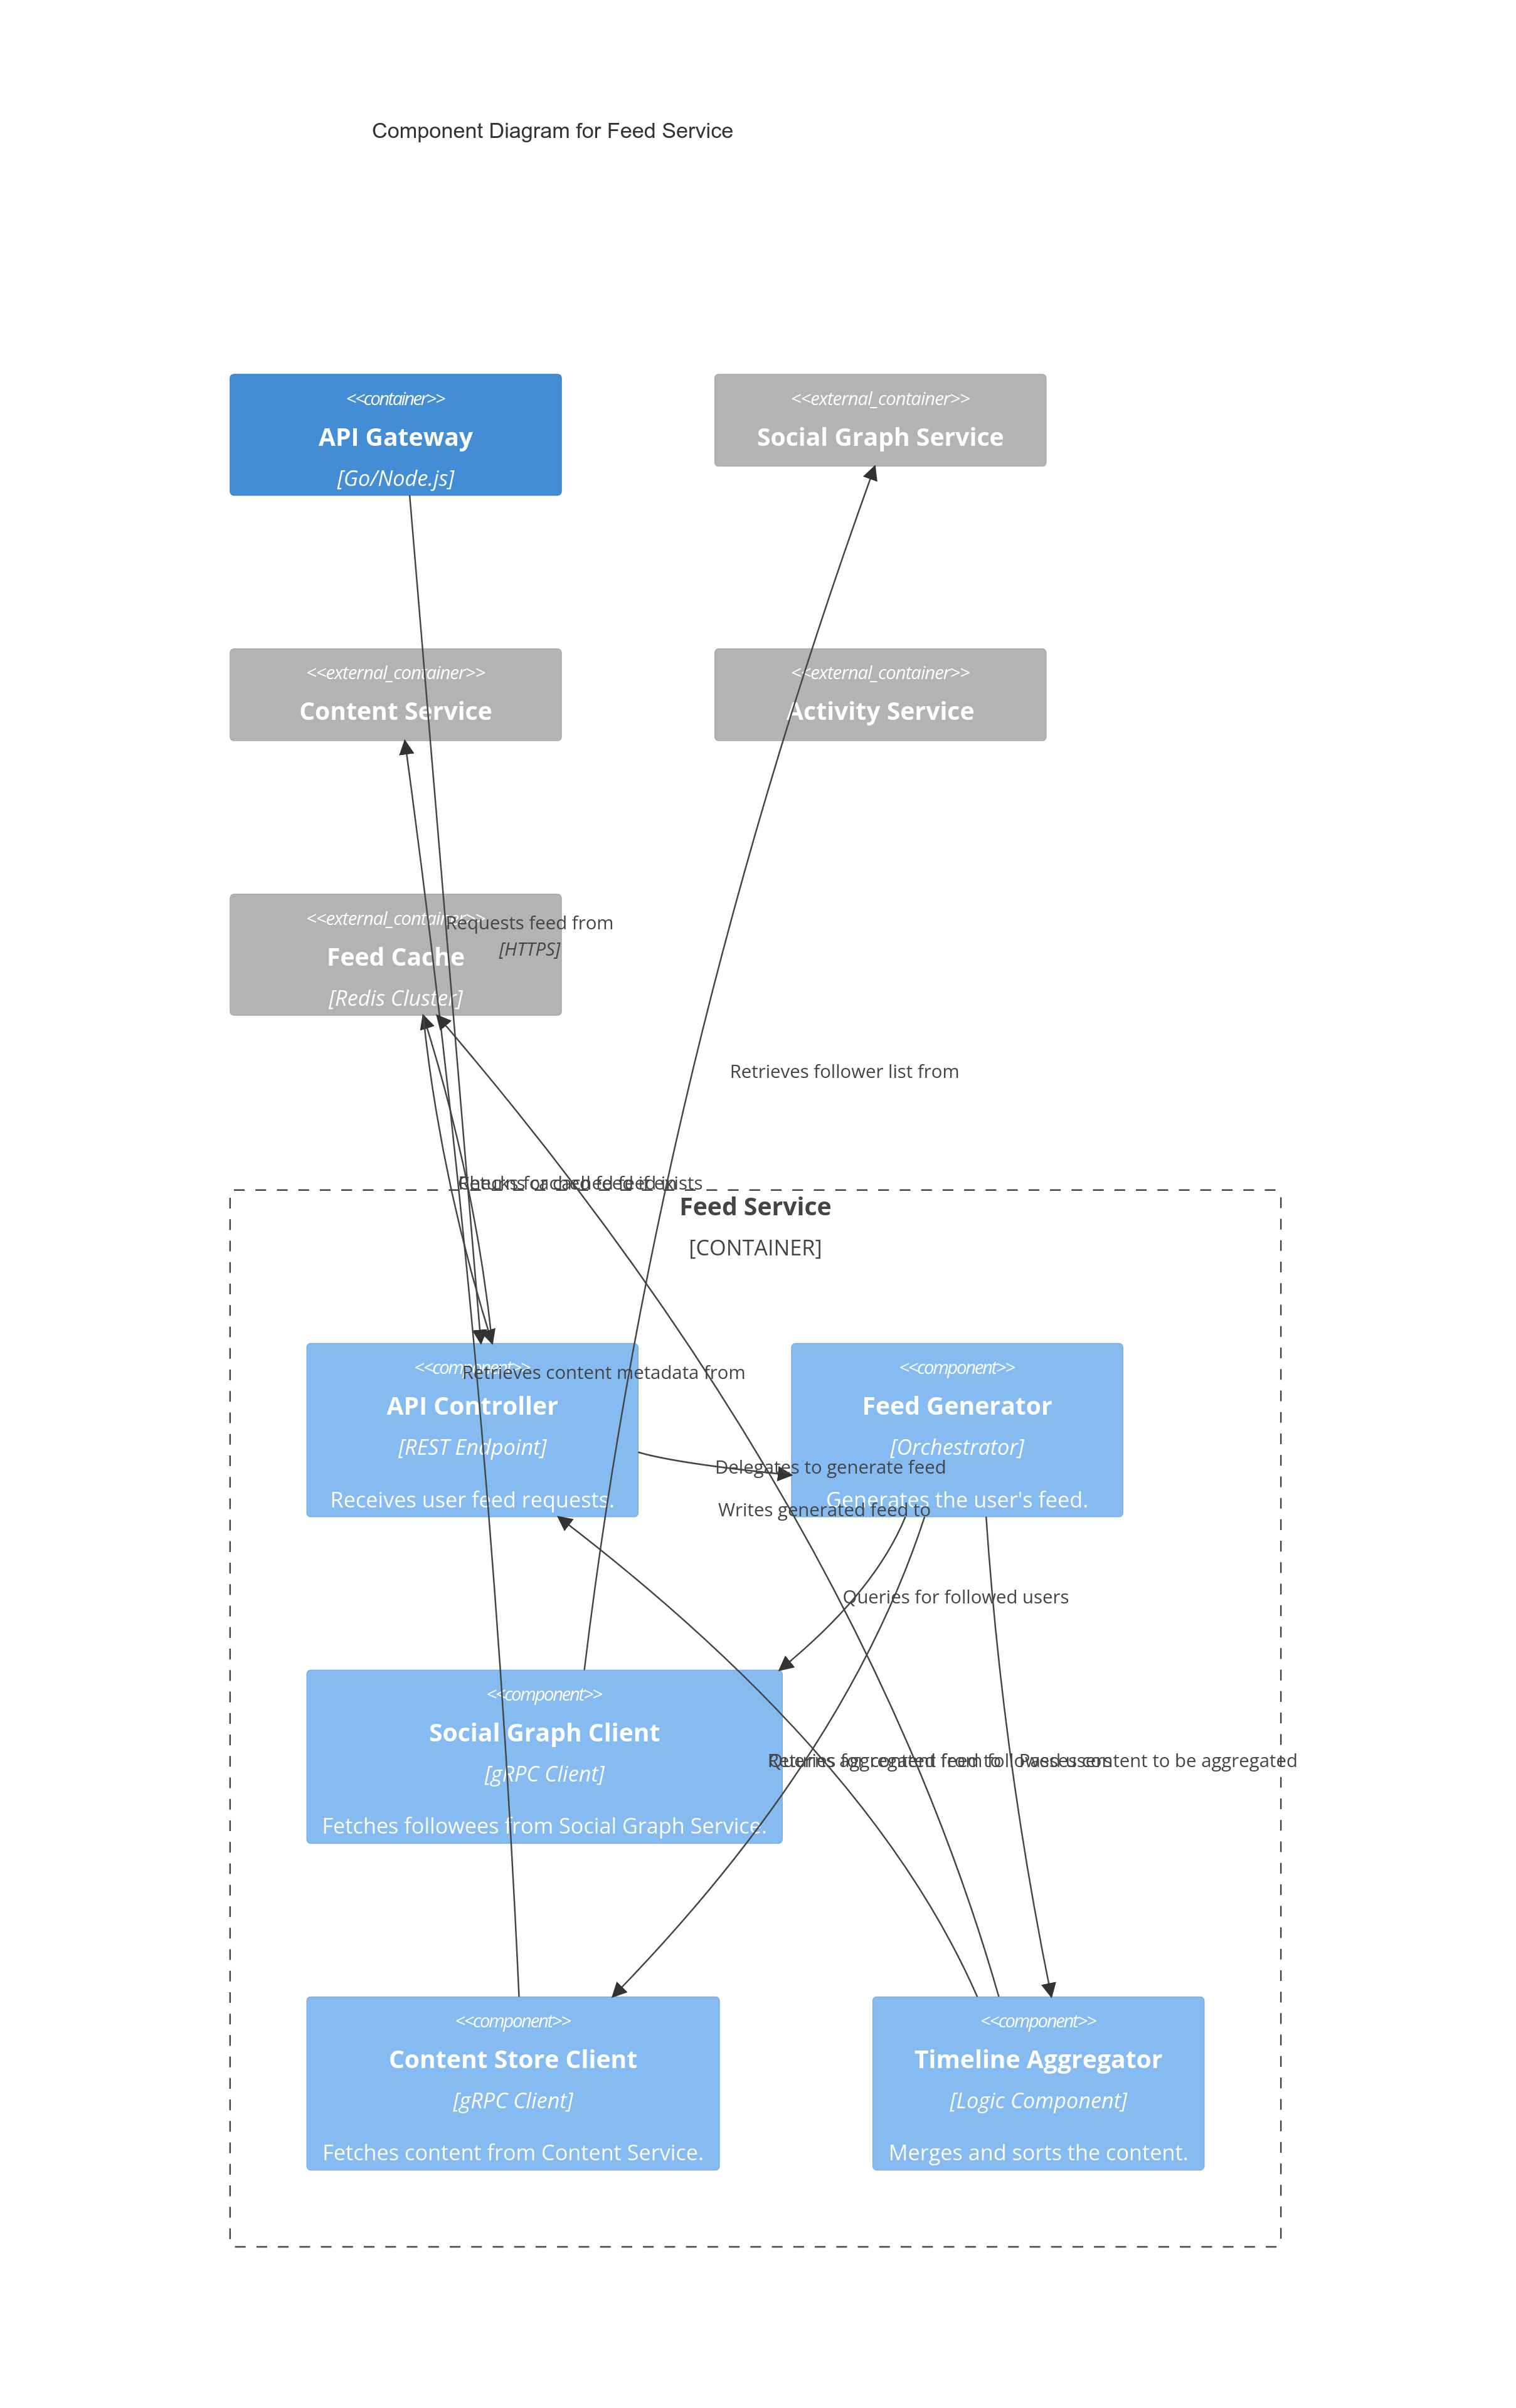 Component Diagram for Feed Service
<<container>>
API Gateway
[Go/Node.js]
<<external_container>>
Social Graph Service
<<external_container>>
Content Service
<<external_container>>
Activity Service
<<external_container>>
Feed Cache
[Redis Cluster]
Requests feed from
[HTTPS]
Retrieves follower list from
Checks for cached feed in
Returns cached feed if exists
Feed Service
[CONTAINER]
<<component>>
API Controller
[REST Endpoint]
Receives user feed requests.
Retrieves content metadata from
<<component>>
Feed Generator
[Orchestrator]
Generates the user's feed.
Delegates to generate feed
Writes generated feed to
Queries for followed users
<<component>>
Social Graph Client
[gRPC Client]
Fetches followees from Social Graph Service.
Queries for content from followed users
Returns aggregated feed to
Passes content to be aggregated
<<component>>
Content Store Client
[gRPC Client]
Fetches content from Content Service.
<<component>>
Timeline Aggregator
[Logic Component]
Merges and sorts the content.